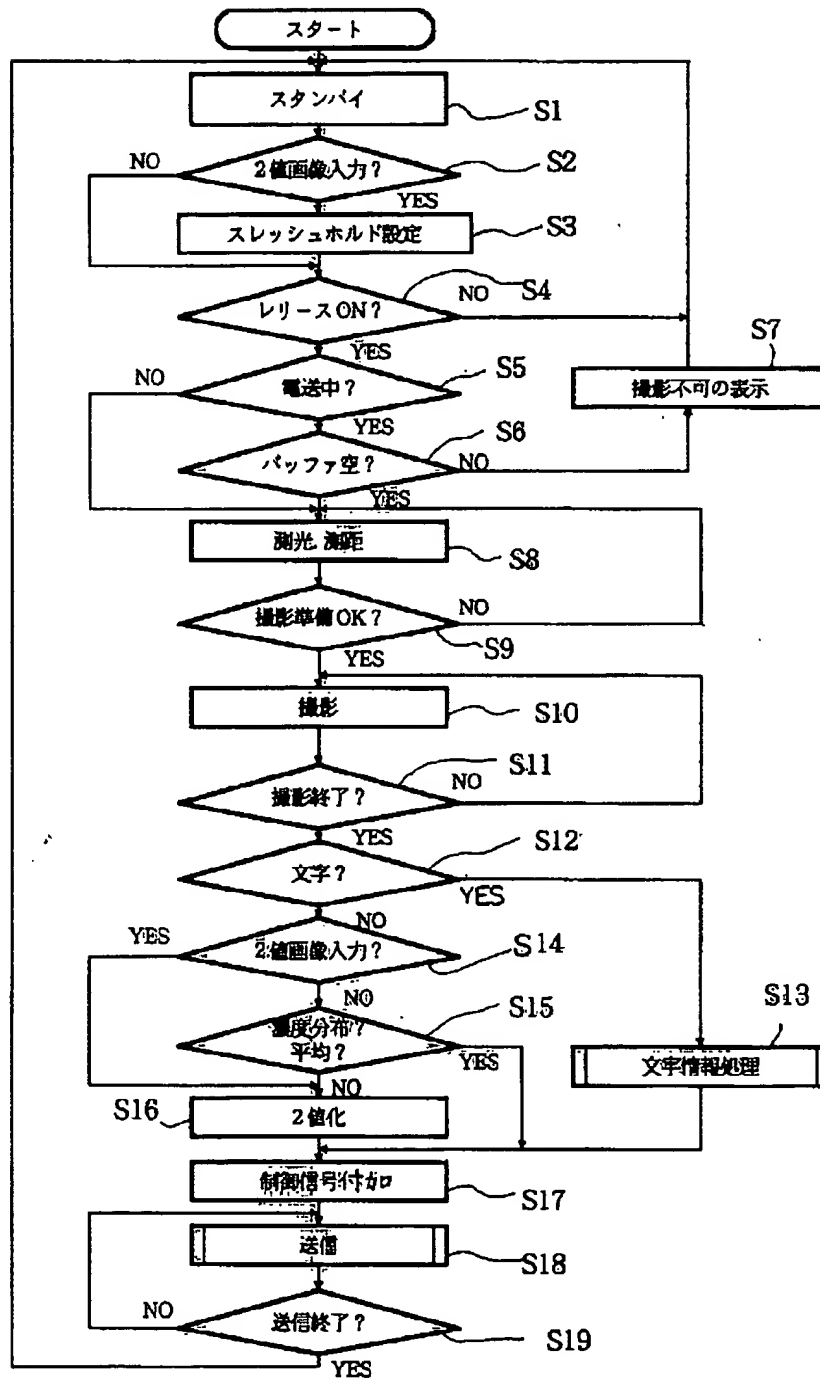 スタート
スタンバイ
S1
NO
2値画像入力？
S2
YES
スレッシュホルド設定
S3
レリースON？
NO
S4
YES
S7
撮影不可の表示
NO
電送中？
S5
YES
バッファ空？
S6
NO
YES
測光、測距
S8
撮影準備OK？
NO
S9
YES
撮影
S10
撮影終了？
S11
NO
YES
文字？
S12
YES
NO
YES
2値画像入力？
S14
NO
濃度分布？
平均？
S15
YES
S13
文字情報処理
NO
S16
2値化
制御信号付加
S17
送信
S18
NO
送信終了？
S19
YES